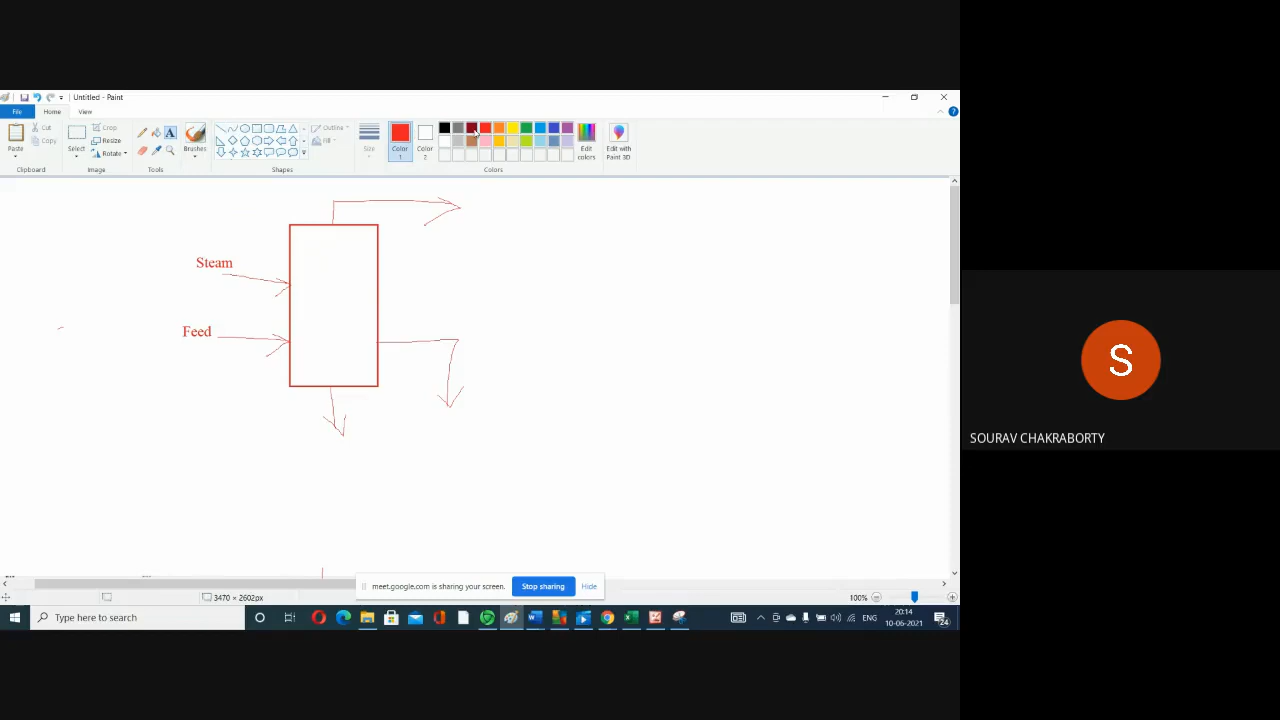 Untitled - Paint
File Home View
Paste
Cut
Copy
Clipboard
Select
Crop
Resize
Rotate
Image
Tools
Brushes
Outline
Fill
Shapes
Size
Color 1
Color 2
Edit colors
Edit with Paint 3D
Colors
Steam
Feed
S
SOURAV CHAKRABORTY
meet.google.com is sharing your screen. Stop sharing Hide
3470 × 2602px
100%
Type here to search
ENG
20:14
10-06-2021
24